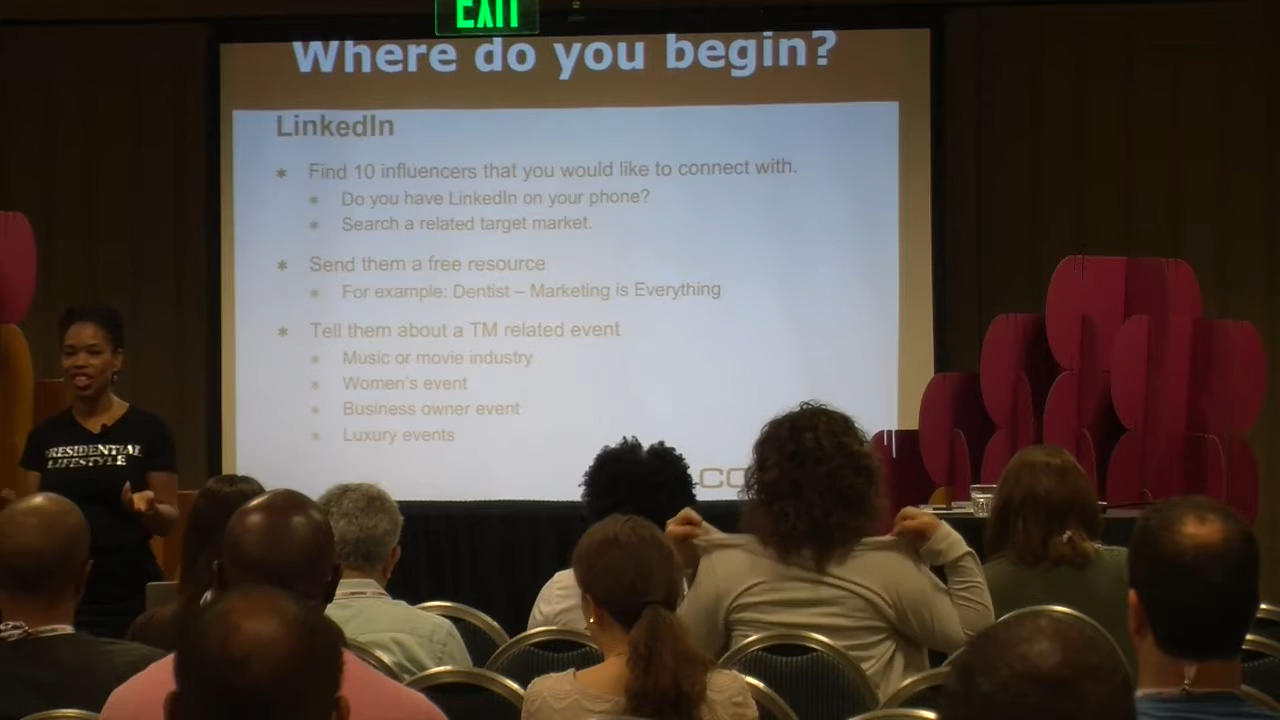 EXIT
Where do you begin?
LinkedIn
* Find 10 influencers that you would like to connect with.
* Do you have LinkedIn on your phone?
* Search a related target market.
* Send them a free resource
* For example: Dentist – Marketing is Everything
* Tell them about a TM related event
* Music or movie industry
* Women's event
* Business owner event
* Luxury events
.CO
PRESIDENTIAL
LIFESTYLE